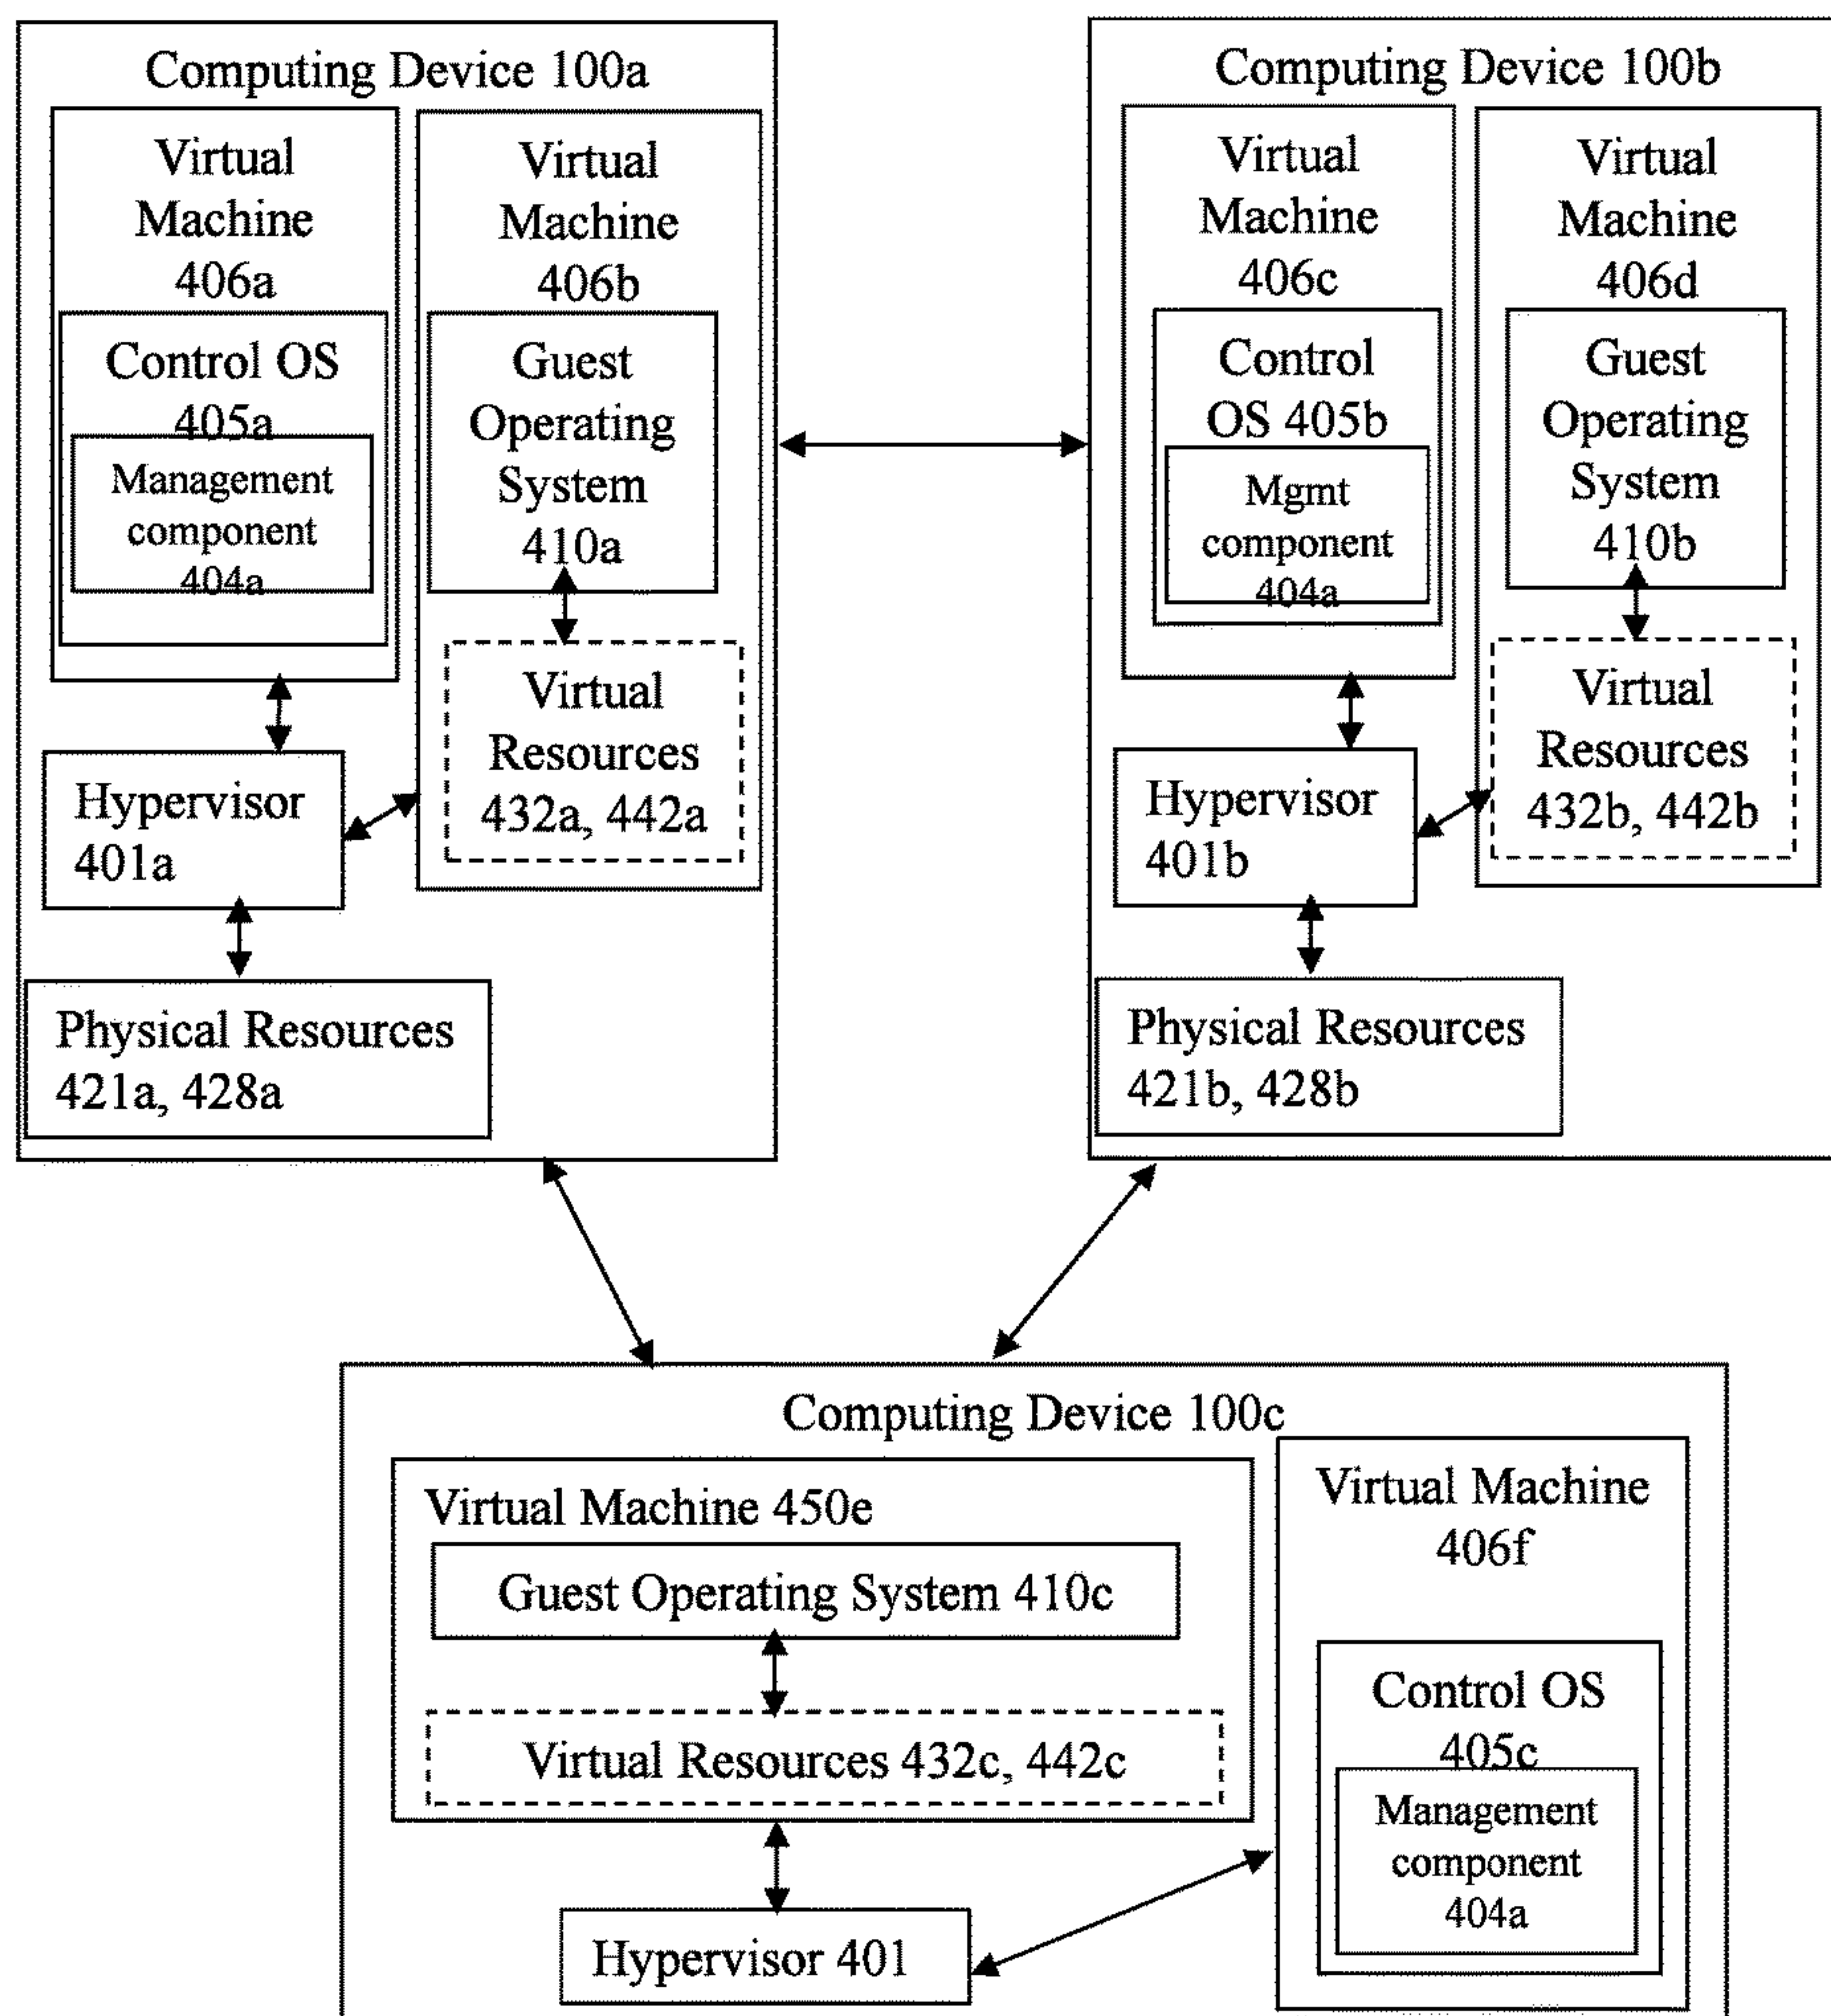 Computing Device 100a
Virtual
Machine
406a
Control OS
405a
Management
component
404a
Virtual
Machine
406b
Guest
Operating
System
410a
Virtual
Resources
432a, 442a
Hypervisor
401a
Physical Resources
421a, 428a
Computing Device 100b
Virtual
Machine
406c
Control
OS 405b
Mgmt
component
404a
Virtual
Machine
406d
Guest
Operating
System
410b
Virtual
Resources
432b, 442b
Hypervisor
401b
Physical Resources
421b, 428b
Computing Device 100c
Virtual Machine 450e
Guest Operating System 410c
Virtual Resources 432c, 442c
Hypervisor 401
Virtual Machine
406f
Control OS
405c
Management
component
404a